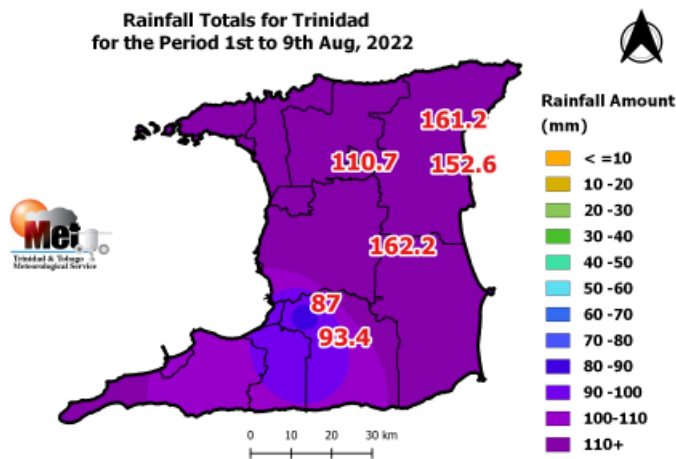 Rainfall Totals for Trinidad
for the Period 1st to 9th Aug, 2022
161.2
110.7
152.6
162.2
87
93.4
Met
Trinidad & Tobago
Meteorological Service
0 10 20 30 km
Rainfall Amount
(mm)
< =10
10 -20
20 -30
30 -40
40 -50
50 -60
60 -70
70 -80
80 -90
90 -100
100-110
110+